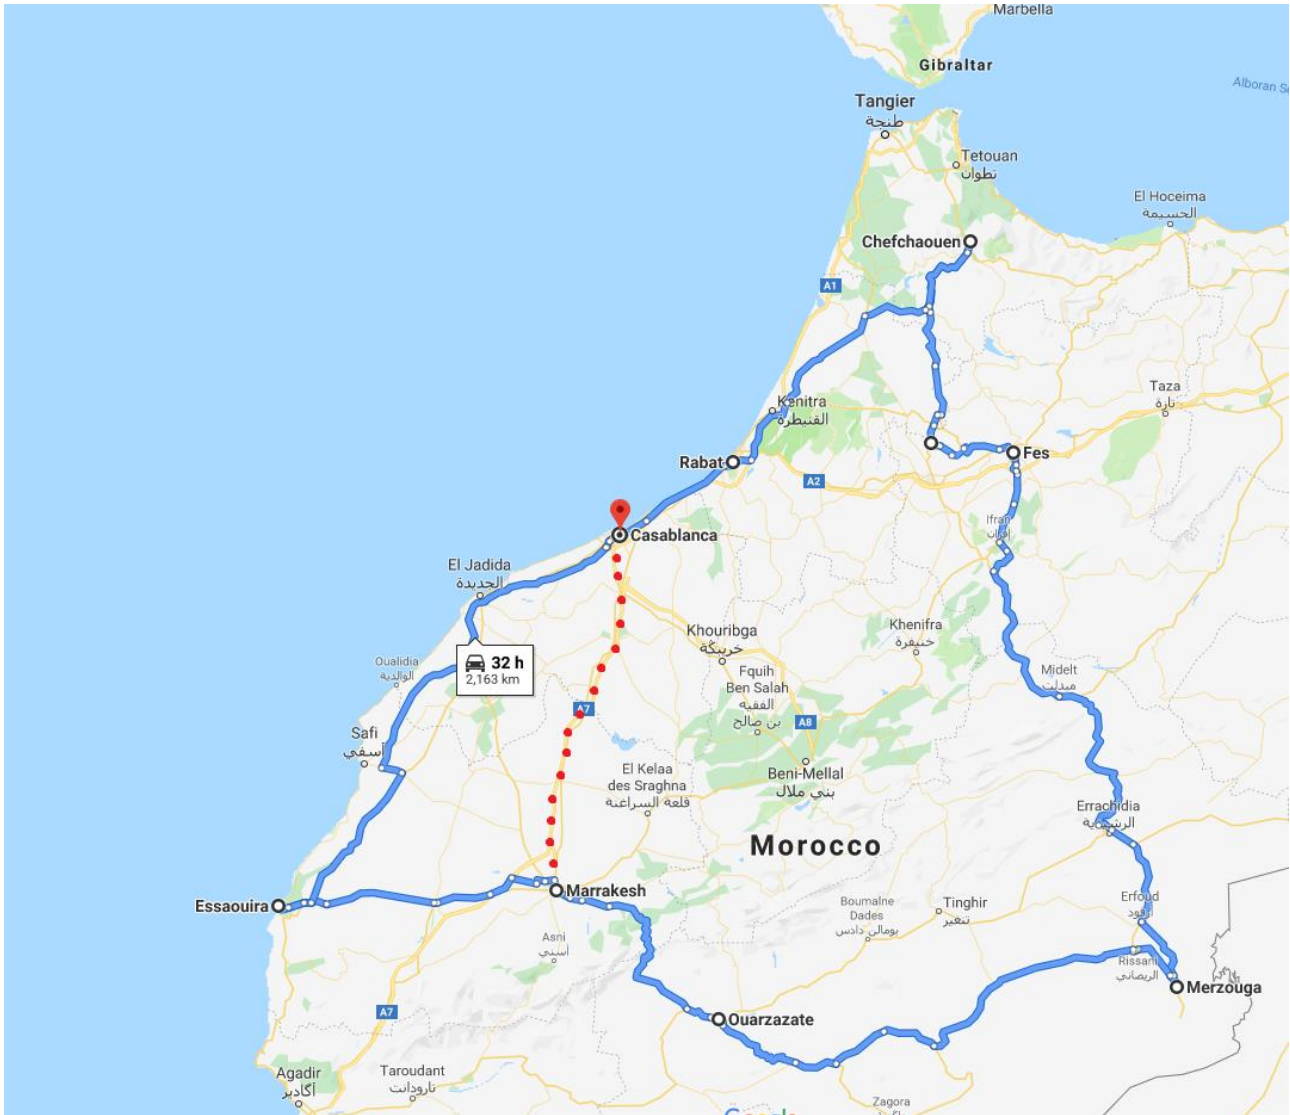 Marbella
Gibraltar
Alboran Se
Tangier
طنجة
Tetouan
تطوان
El Hoceima
الحسيمة
Chefchaouen
A1
Taza
تازة
Kenitra
القنيطرة
Fes
Rabat
A2
Ifran
إفران
Casablanca
El Jadida
الجديدة
Khenifra
خنيفرة
Khouribga
خريبكة
32 h
2,163 km
Oualidia
الوالدية
Fquih
Ben Salah
الفقيه
بن صالح
Midelt
ميدلت
A7
A8
Safi
أسفي
El Kelaa
des Sraghna
قلعة السراغنة
Beni-Mellal
بني ملال
Errachidia
الرشيدية
Morocco
Marrakesh
Essaouira
Boumalne
Dades
بومالن دادس
Tinghir
تنغير
Erfoud
أرفود
Asni
أسني
Rissani
الريصاني
Merzouga
A7
Ouarzazate
Agadir
أكادير
Taroudant
تارودانت
Zagora